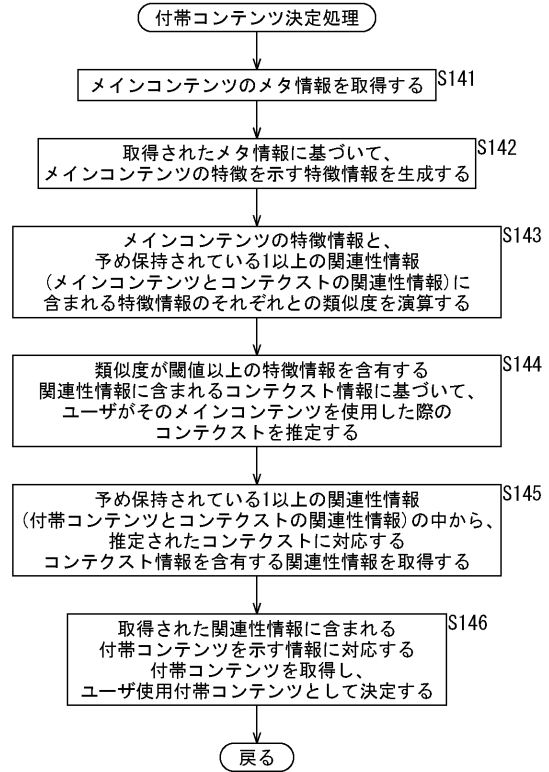 付帯コンテンツ決定処理
メインコンテンツのメタ情報を取得する
S141
取得されたメタ情報に基づいて、
メインコンテンツの特徴を示す特徴情報を生成する
S142
メインコンテンツの特徴情報と、
予め保持されている1以上の関連性情報
(メインコンテンツとコンテクストの関連性情報)に
含まれる特徴情報のそれぞれとの類似度を演算する
S143
類似度が閾値以上の特徴情報を含有する
関連性情報に含まれるコンテクスト情報に基づいて、
ユーザがそのメインコンテンツを使用した際の
コンテクストを推定する
S144
予め保持されている1以上の関連性情報
(付帯コンテンツとコンテクストの関連性情報)の中から、
推定されたコンテクストに対応する
コンテクスト情報を含有する関連性情報を取得する
S145
取得された関連性情報に含まれる
付帯コンテンツを示す情報に対応する
付帯コンテンツを取得し、
ユーザ使用付帯コンテンツとして決定する
S146
戻る